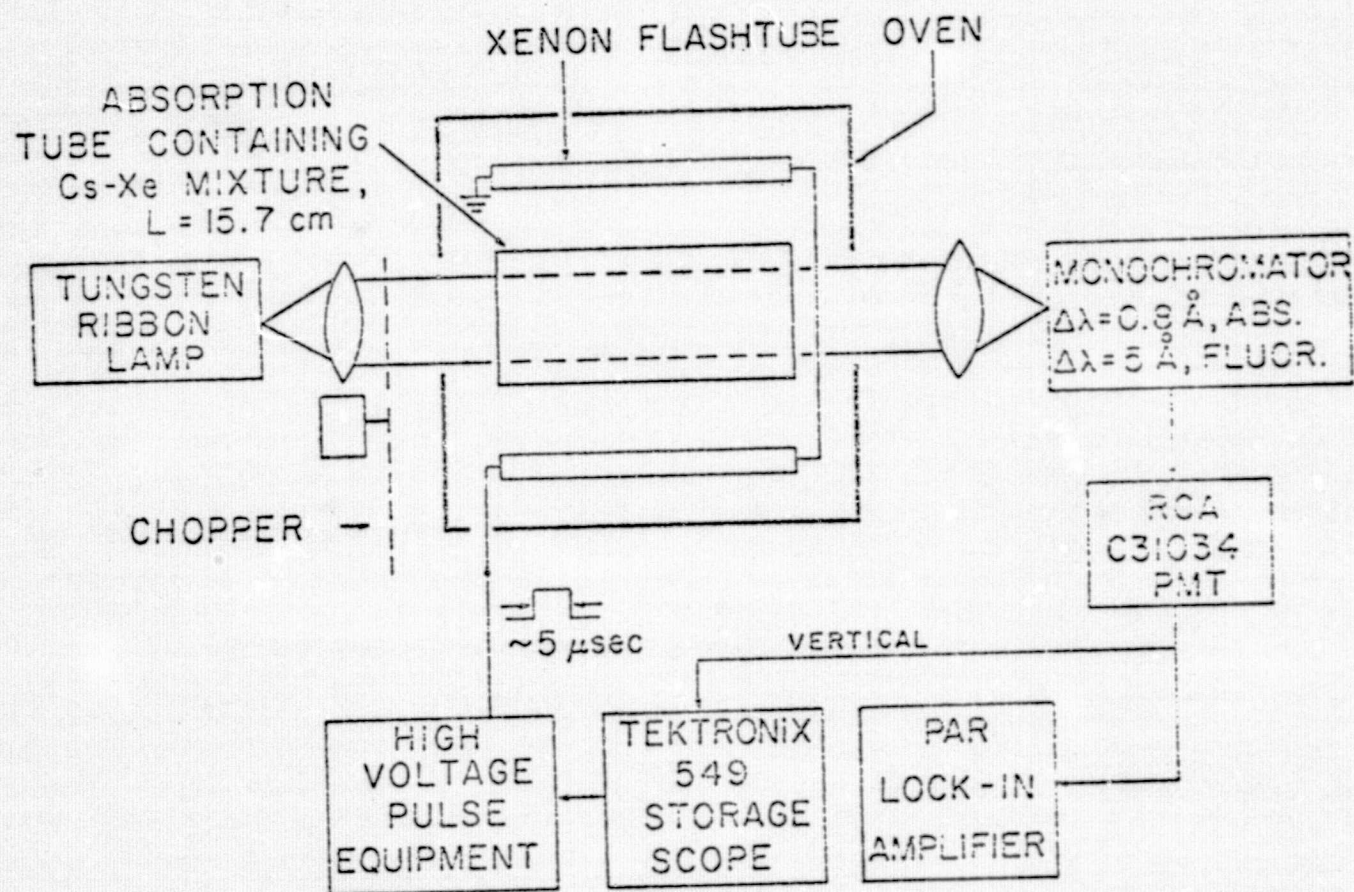 XENON FLASHTUBE OVEN
ABSORPTION
TUBE CONTAINING
Cs-Xe MIXTURE,
L = 15.7 cm
TUNGSTEN
RIBBON
LAMP
MONOCHROMATOR
Δλ=0.8 Å, ABS.
Δλ=5 Å, FLUOR.
CHOPPER
RCA
C31034
PMT
~5 μsec
VERTICAL
HIGH
VOLTAGE
PULSE
EQUIPMENT
TEKTRONIX
549
STORAGE
SCOPE
PAR
LOCK-IN
AMPLIFIER